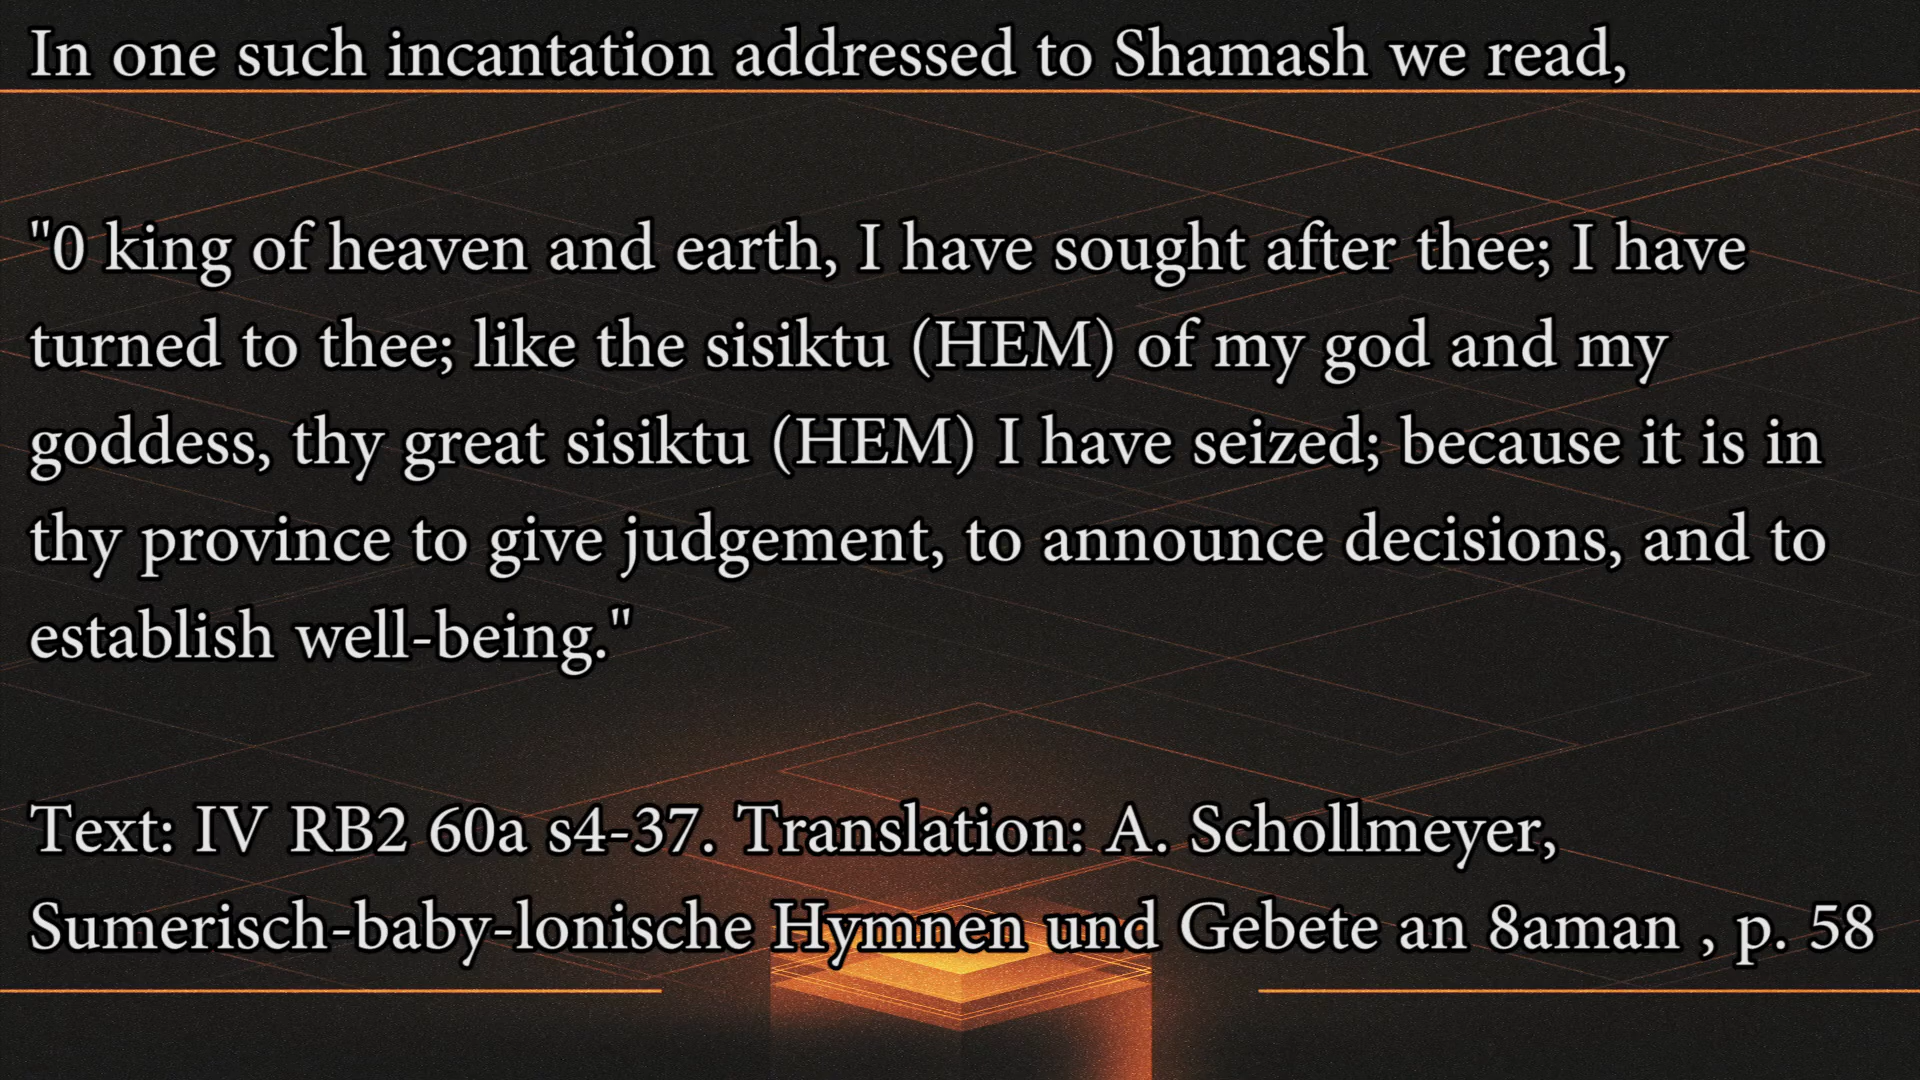 In one such incantation addressed to Shamash we read,
"0 king of heaven and earth, I have sought after thee; I have
turned to thee; like the sisiktu (HEM) of my god and my
goddess, thy great sisiktu (HEM) I have seized; because it is in
thy province to give judgement, to announce decisions, and to
establish well-being."
Text: IV RB2 60a s4-37. Translation: A. Schollmeyer,
Sumerisch-baby-lonische Hymnen und Gebete an 8aman , p. 58